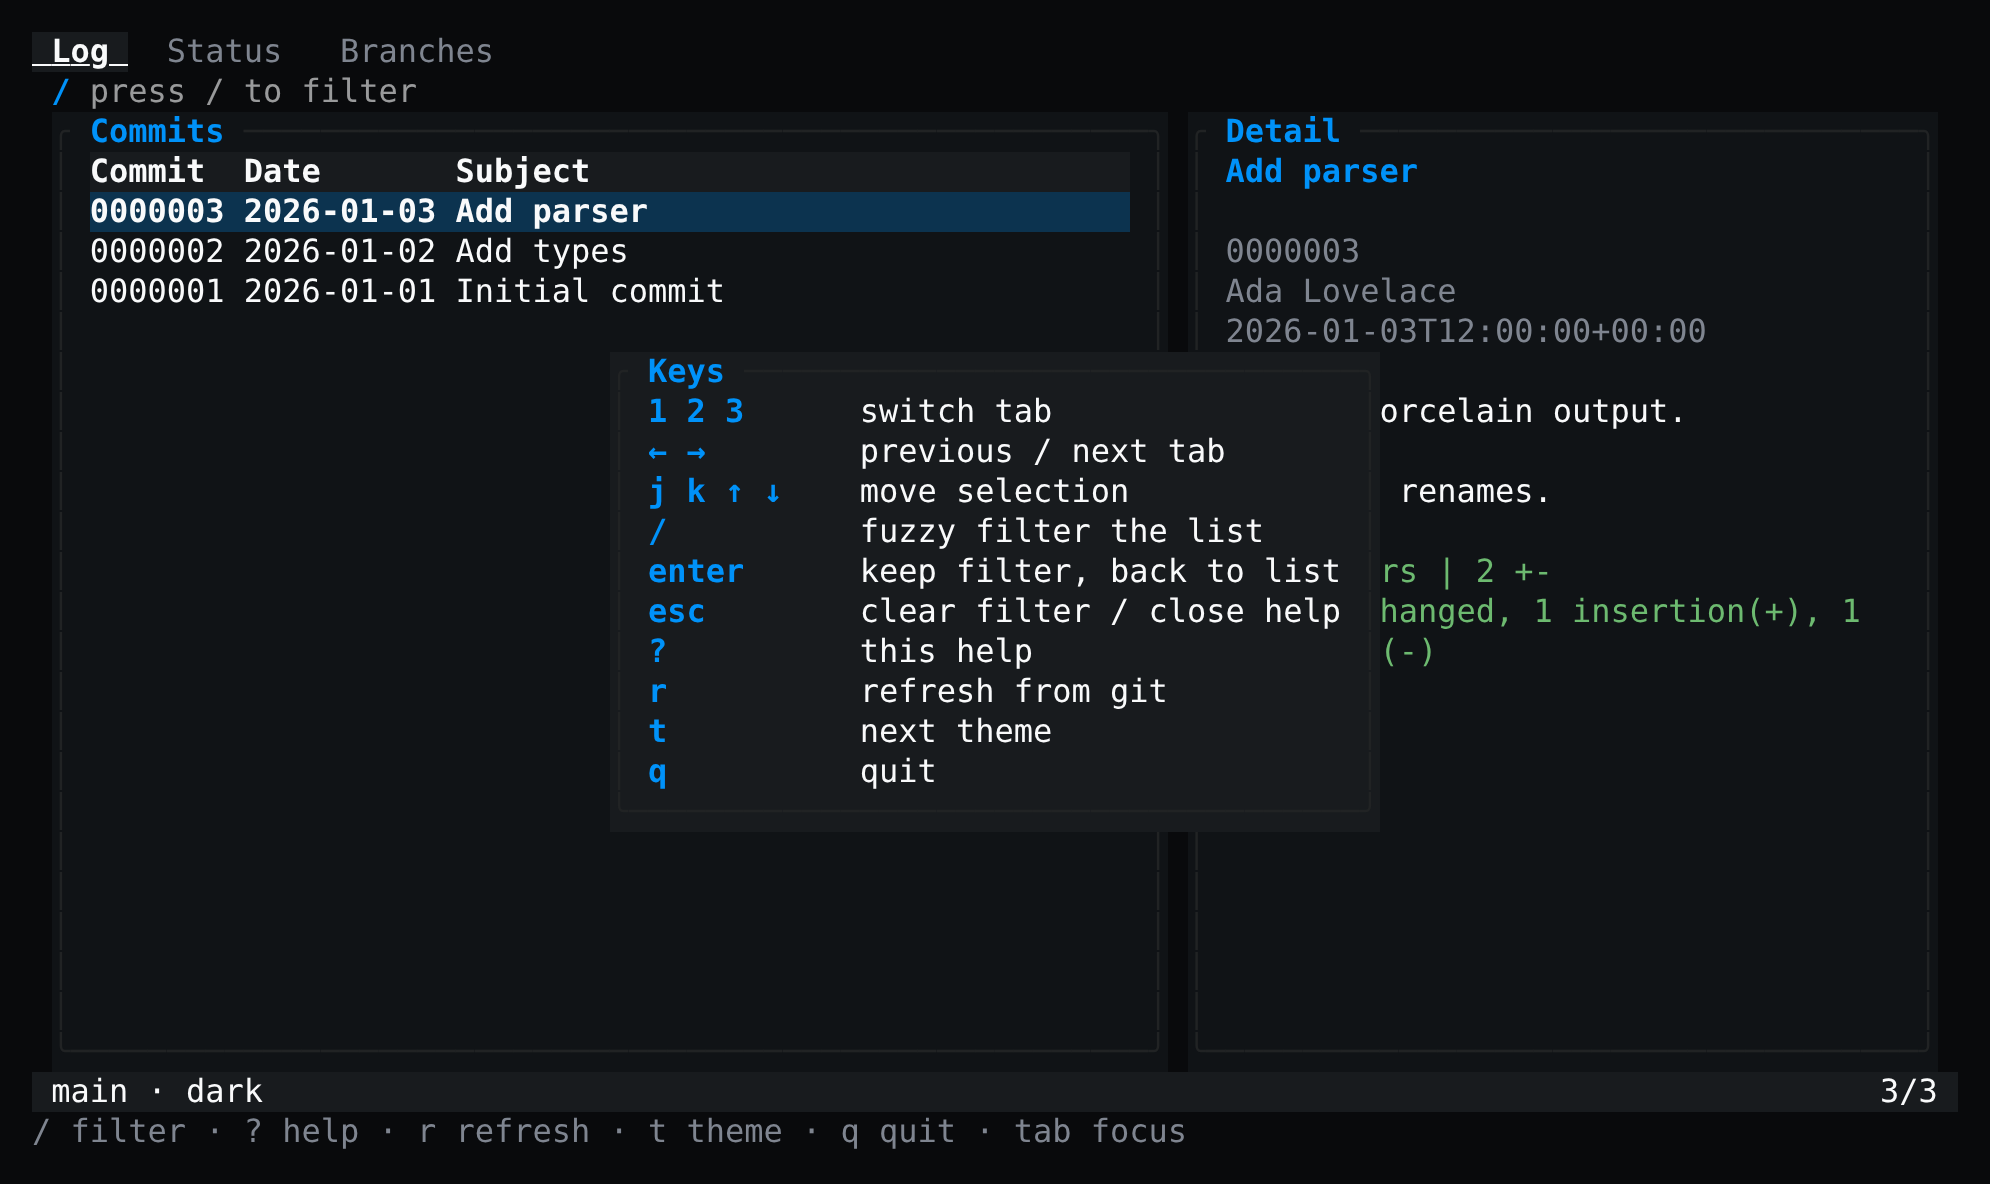 Log Status Branches
/ press / to filter
Commits
Commit Date Subject
0000003 2026-01-03 Add parser
0000002 2026-01-02 Add types
0000001 2026-01-01 Initial commit
Detail
Add parser
0000003
Ada Lovelace
2026-01-03T12:00:00+00:00
orcelain output.
renames.
rs | 2 +-
hanged, 1 insertion(+), 1
(-)
Keys
1 2 3 switch tab
← → previous / next tab
j k ↑ ↓ move selection
/ fuzzy filter the list
enter keep filter, back to list
esc clear filter / close help
? this help
r refresh from git
t next theme
q quit
main · dark 3/3
/ filter · ? help · r refresh · t theme · q quit · tab focus